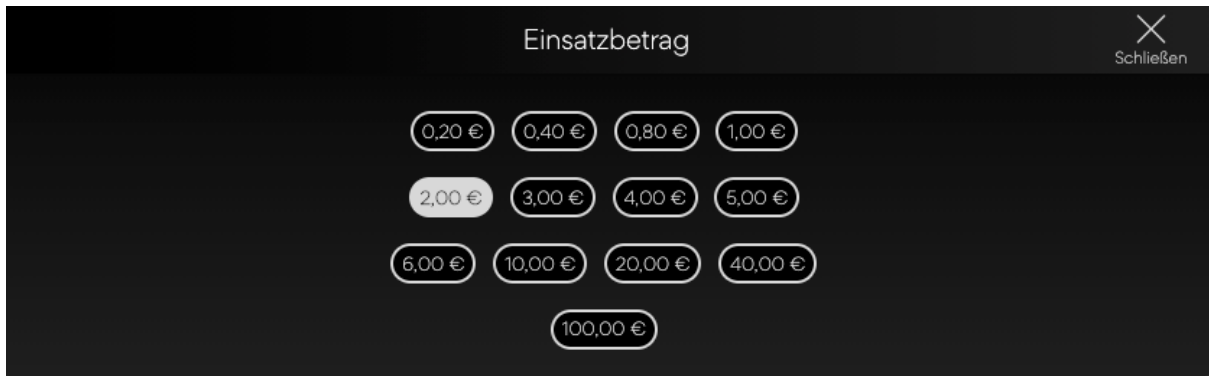 Einsatzbetrag
Schließen
0,20 € 0,40 € 0,80 € 1,00 €
2,00 € 3,00 € 4,00 € 5,00 €
6,00 € 10,00 € 20,00 € 40,00 €
100,00 €